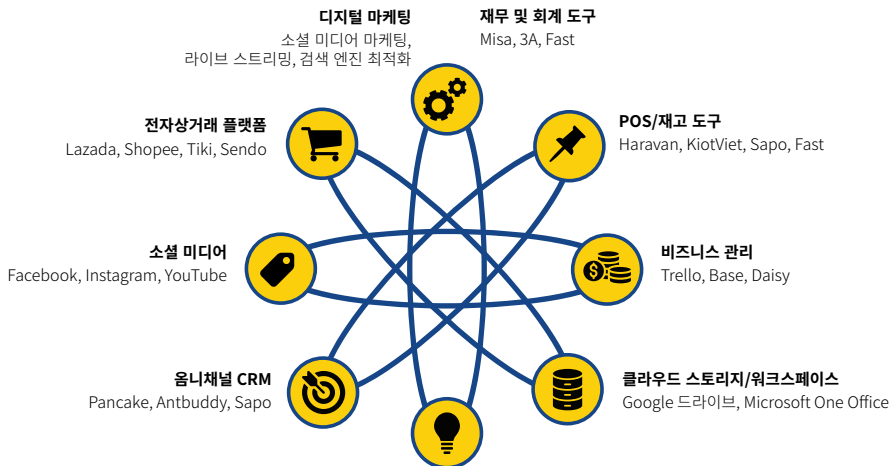 디지털 마케팅
소셜 미디어 마케팅,
라이브 스트리밍, 검색 엔진 최적화
재무 및 회계 도구
Misa, 3A, Fast
전자상거래 플랫폼
Lazada, Shopee, Tiki, Sendo
POS/재고 도구
Haravan, KiotViet, Sapo, Fast
소셜 미디어
Facebook, Instagram, YouTube
비즈니스 관리
Trello, Base, Daisy
옴니채널 CRM
Pancake, Antbuddy, Sapo
클라우드 스토리지/워크스페이스
Google 드라이브, Microsoft One Office